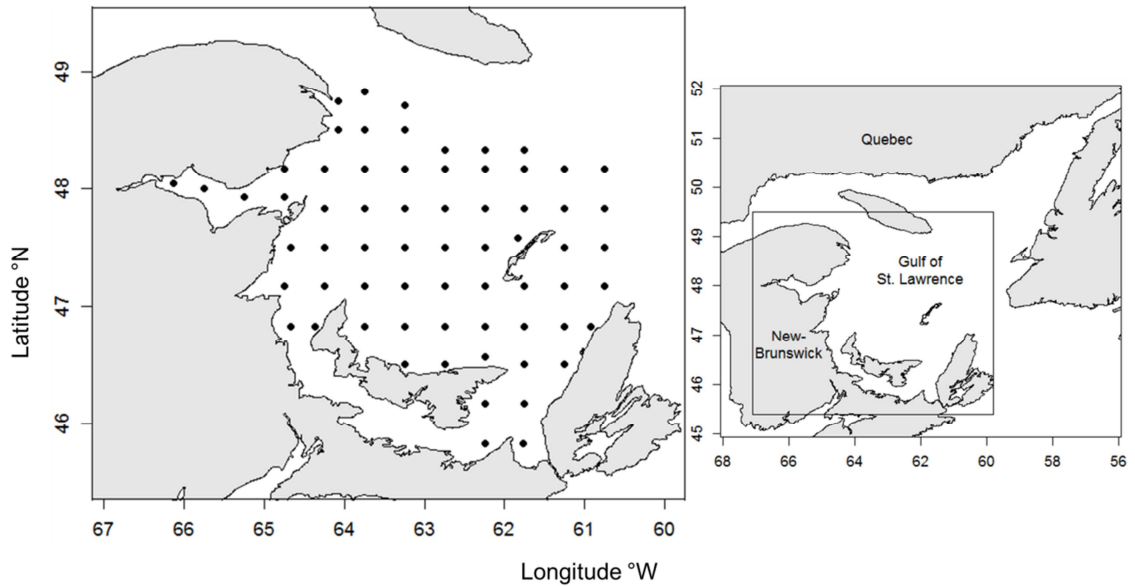 49
48
47
46
Latitude °N
67 66 65 64 63 62 61 60
52
51
50
49
48
47
46
45
Quebec
Gulf of
St. Lawrence
New-
Brunswick
68 66 64 62 60 58 56
Longitude °W